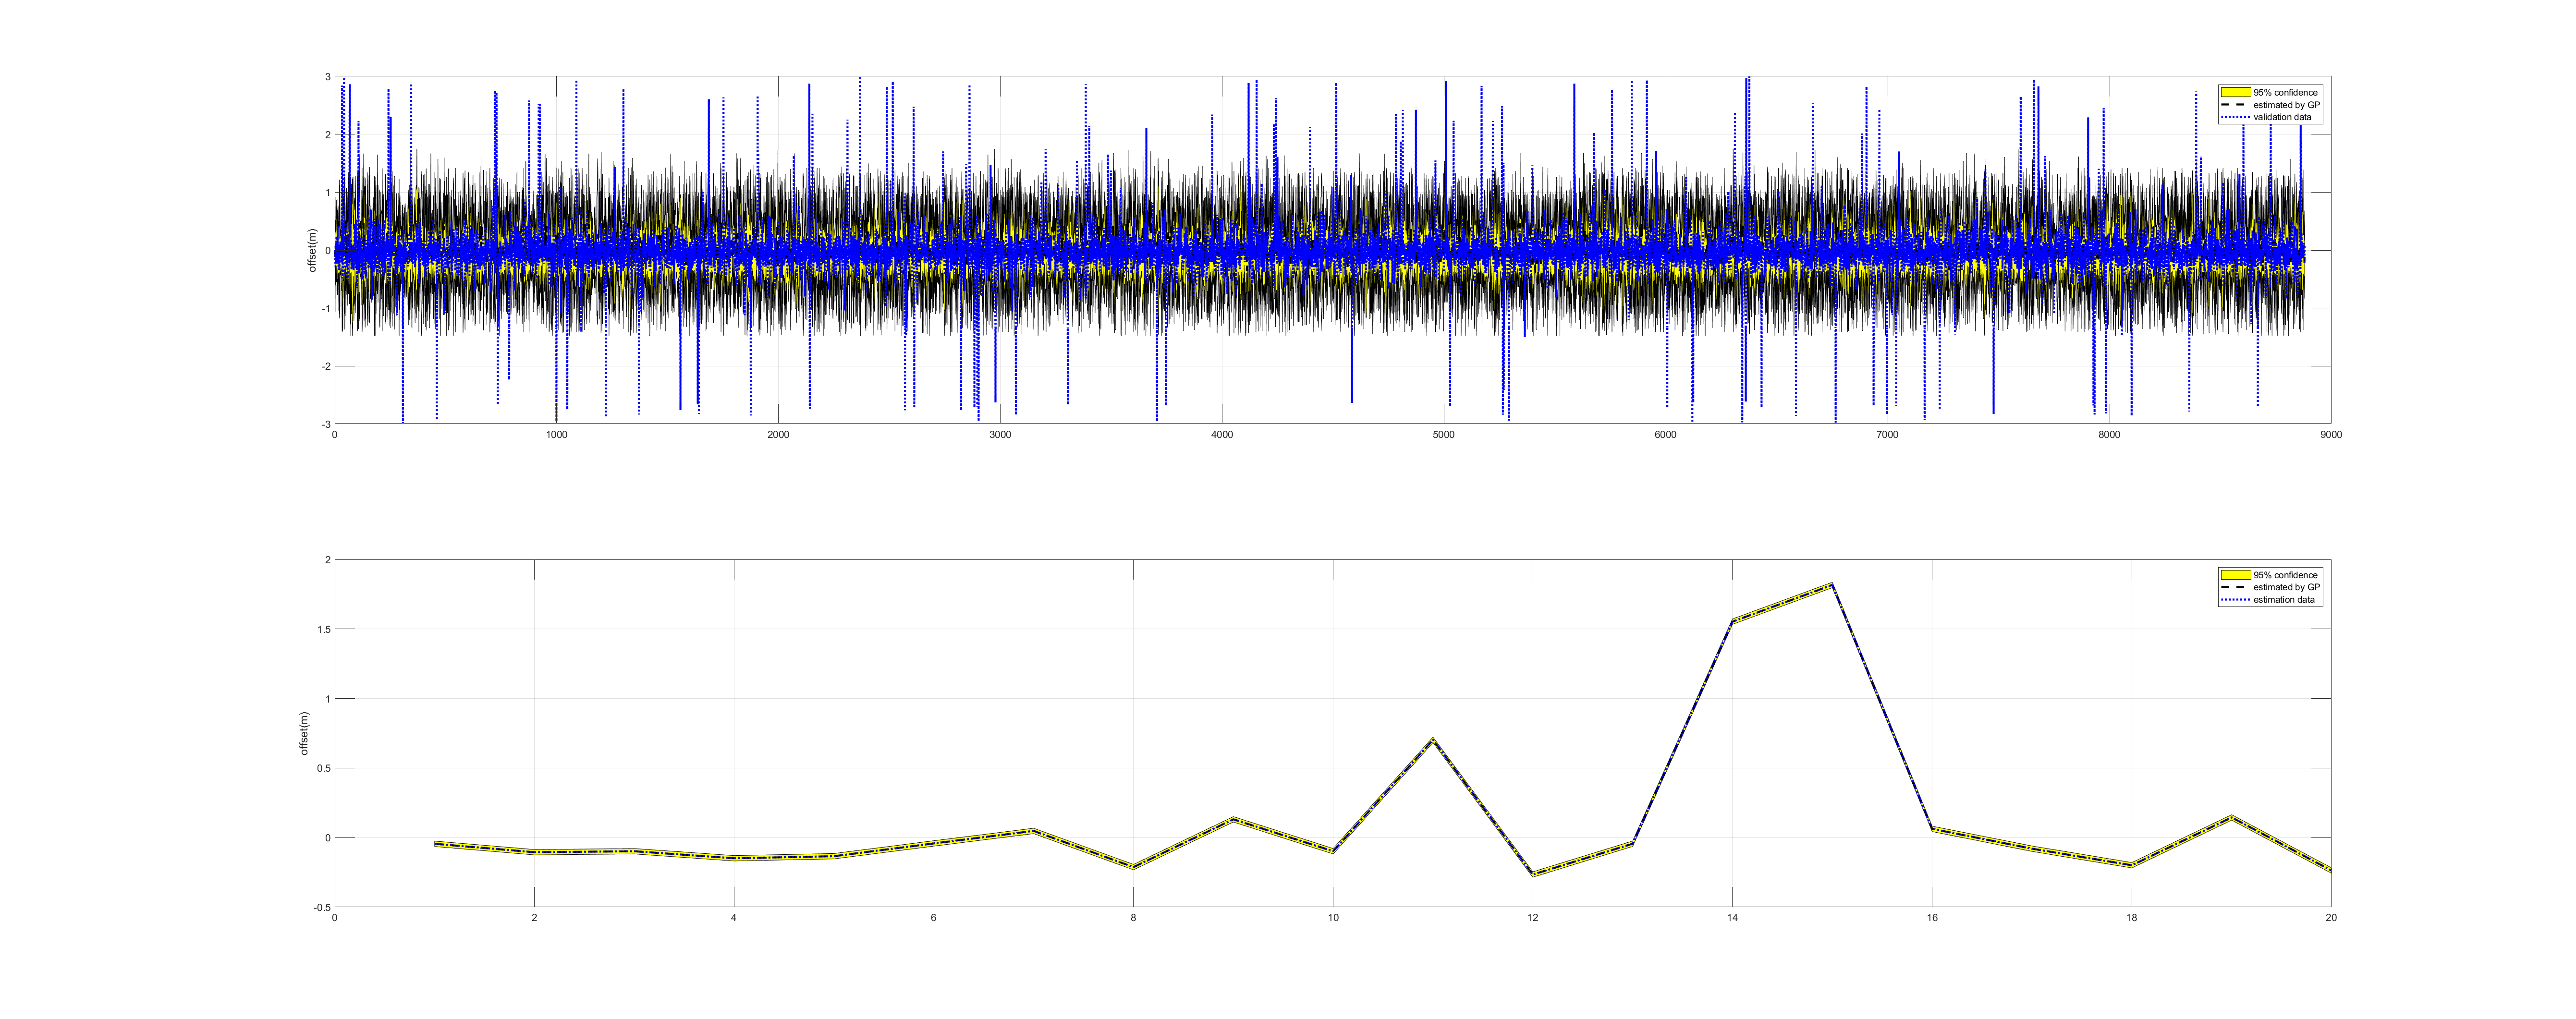 3
2
1
0
-1
-2
-3
offset(m)
95% confidence
estimated by GP
validation data
0 1000 2000 3000 4000 5000 6000 7000 8000 9000
2
1.5
1
0.5
0
-0.5
offset(m)
95% confidence
estimated by GP
estimation data
0 2 4 6 8 10 12 14 16 18 20